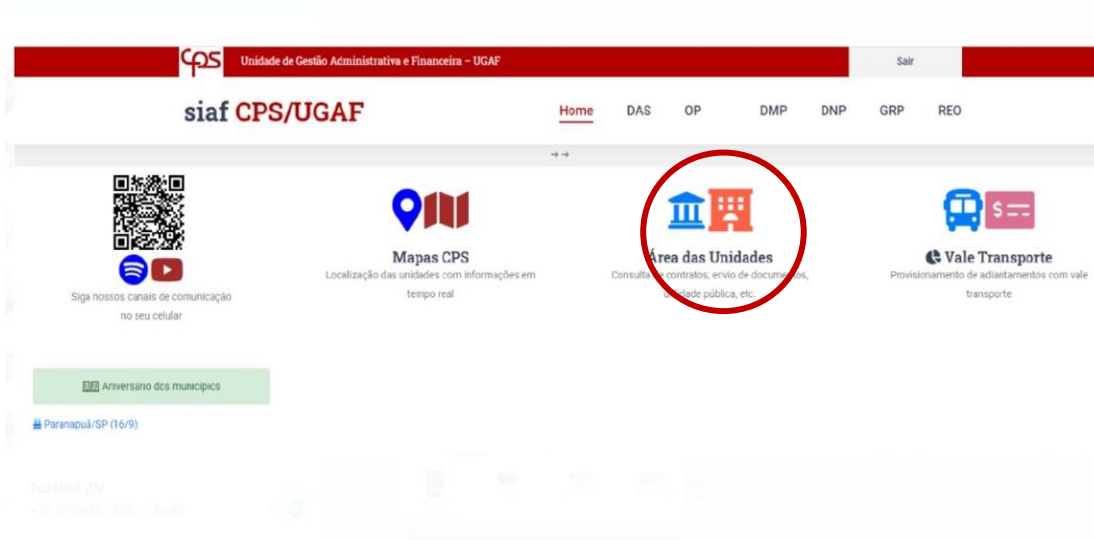 cps Unidade de Gestão Administrativa e Financeira – UGAF Sair
siaf CPS/UGAF Home DAS OP DMP DNP GRP REO
Siga nossos canais de comunicação
no seu celular
Mapas CPS
Localização das unidades com informações em
tempo real
Área das Unidades
Consulta de contratos, envio de documentos,
utilidade pública, etc.
Vale Transporte
Provisionamento de adiantamentos com vale
transporte
Aniversário dos municípios
Paranapuã/SP (16/9)
Futebol ZN